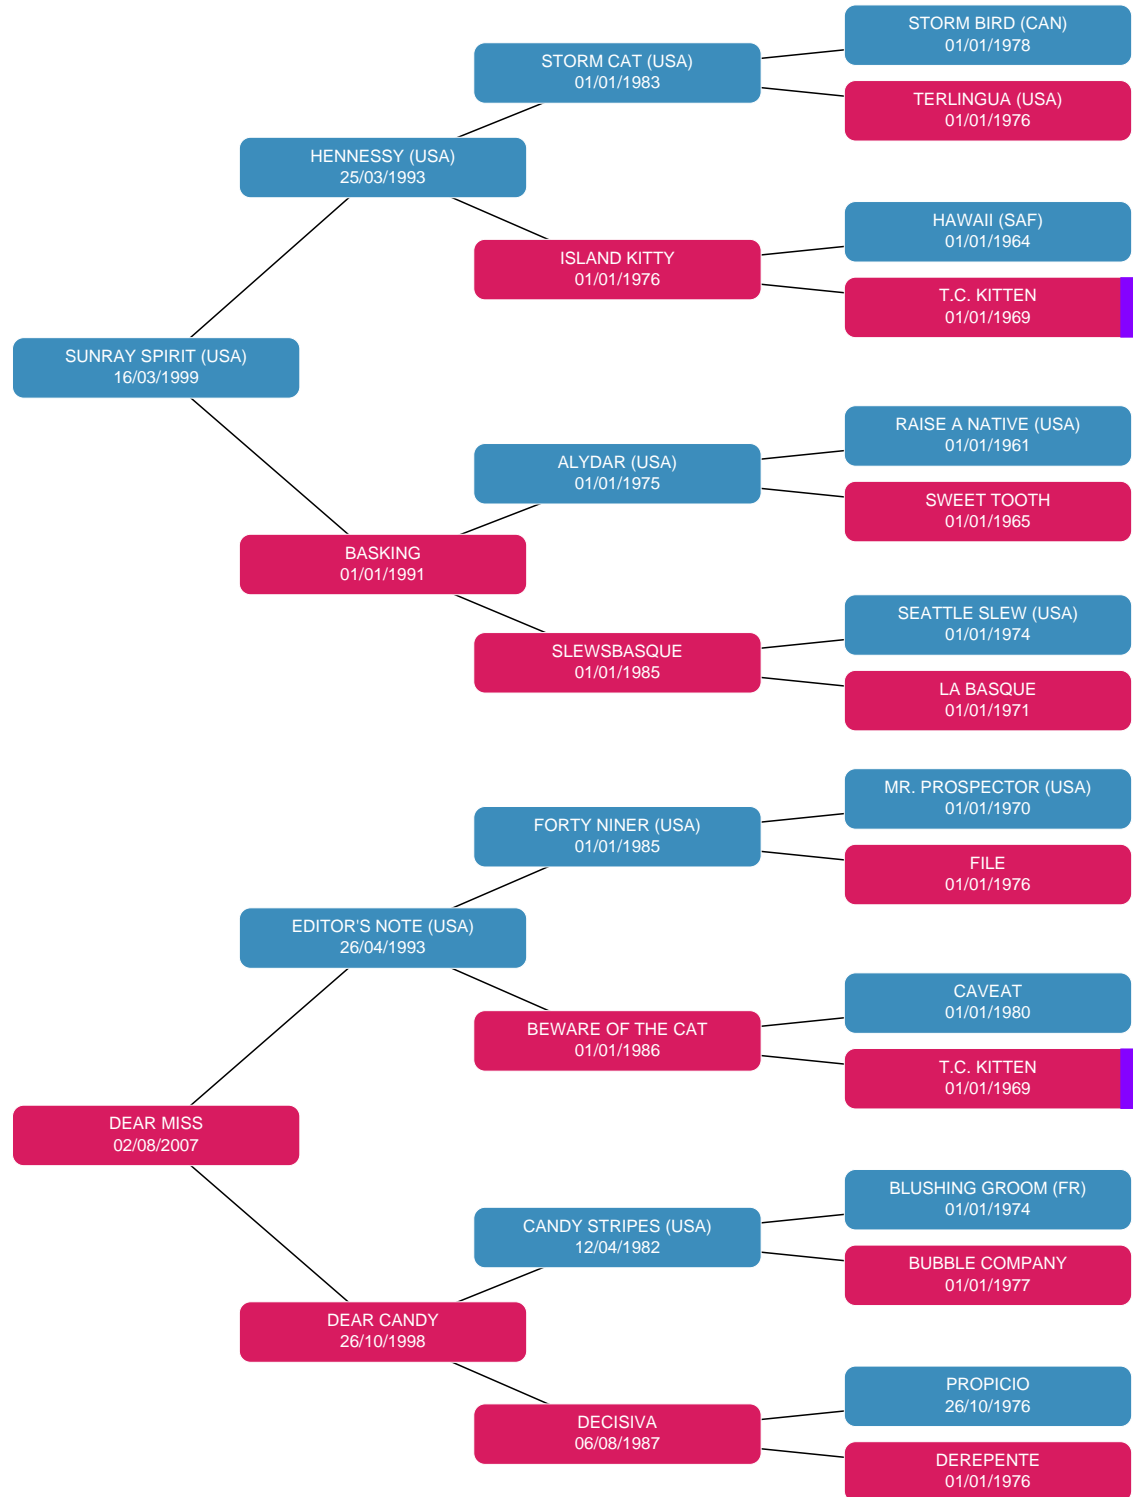 STORM BIRD (CAN)
01/01/1978
STORM CAT (USA)
01/01/1983
TERLINGUA (USA)
01/01/1976
HENNESSY (USA)
25/03/1993
HAWAII (SAF)
01/01/1964
ISLAND KITTY
01/01/1976
T.C. KITTEN
01/01/1969
SUNRAY SPIRIT (USA)
16/03/1999
RAISE A NATIVE (USA)
01/01/1961
ALYDAR (USA)
01/01/1975
SWEET TOOTH
01/01/1965
BASKING
01/01/1991
SEATTLE SLEW (USA)
01/01/1974
SLEWSBASQUE
01/01/1985
LA BASQUE
01/01/1971
MR. PROSPECTOR (USA)
01/01/1970
FORTY NINER (USA)
01/01/1985
FILE
01/01/1976
EDITOR'S NOTE (USA)
26/04/1993
CAVEAT
01/01/1980
BEWARE OF THE CAT
01/01/1986
T.C. KITTEN
01/01/1969
DEAR MISS
02/08/2007
BLUSHING GROOM (FR)
01/01/1974
CANDY STRIPES (USA)
12/04/1982
BUBBLE COMPANY
01/01/1977
DEAR CANDY
26/10/1998
PROPICIO
26/10/1976
DECISIVA
06/08/1987
DEREPENTE
01/01/1976